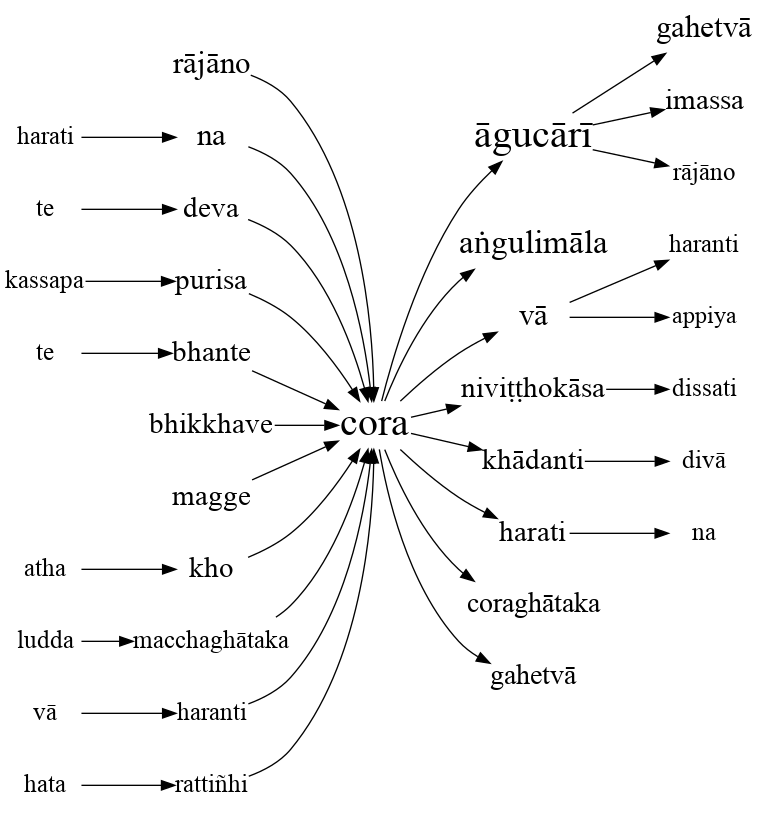 gahetvā
rājāno
imassa
harati na āgucārī
rājāno
te deva
aṅgulimāla haranti
kassapa purisa
vā appiya
te bhante
niviṭṭhokāsa dissati
bhikkhave cora
khādanti divā
magge
harati na
atha kho
coraghātaka
ludda macchaghātaka
gahetvā
vā haranti
hata rattiñhi